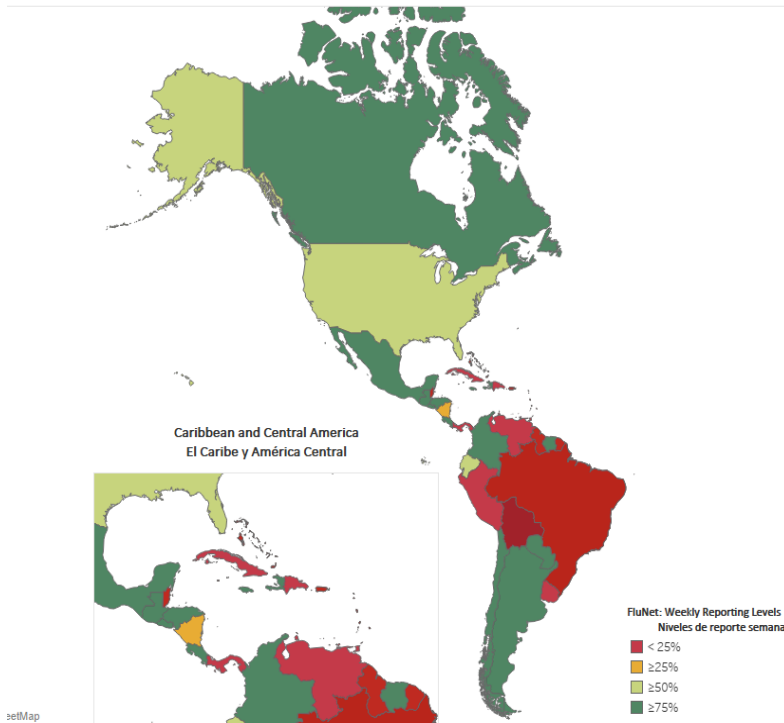 Caribbean and Central America
El Caribe y América Central
FluNet: Weekly Reporting Levels
Niveles de reporte semana
< 25%
≥25%
≥50%
≥75%
eetMap